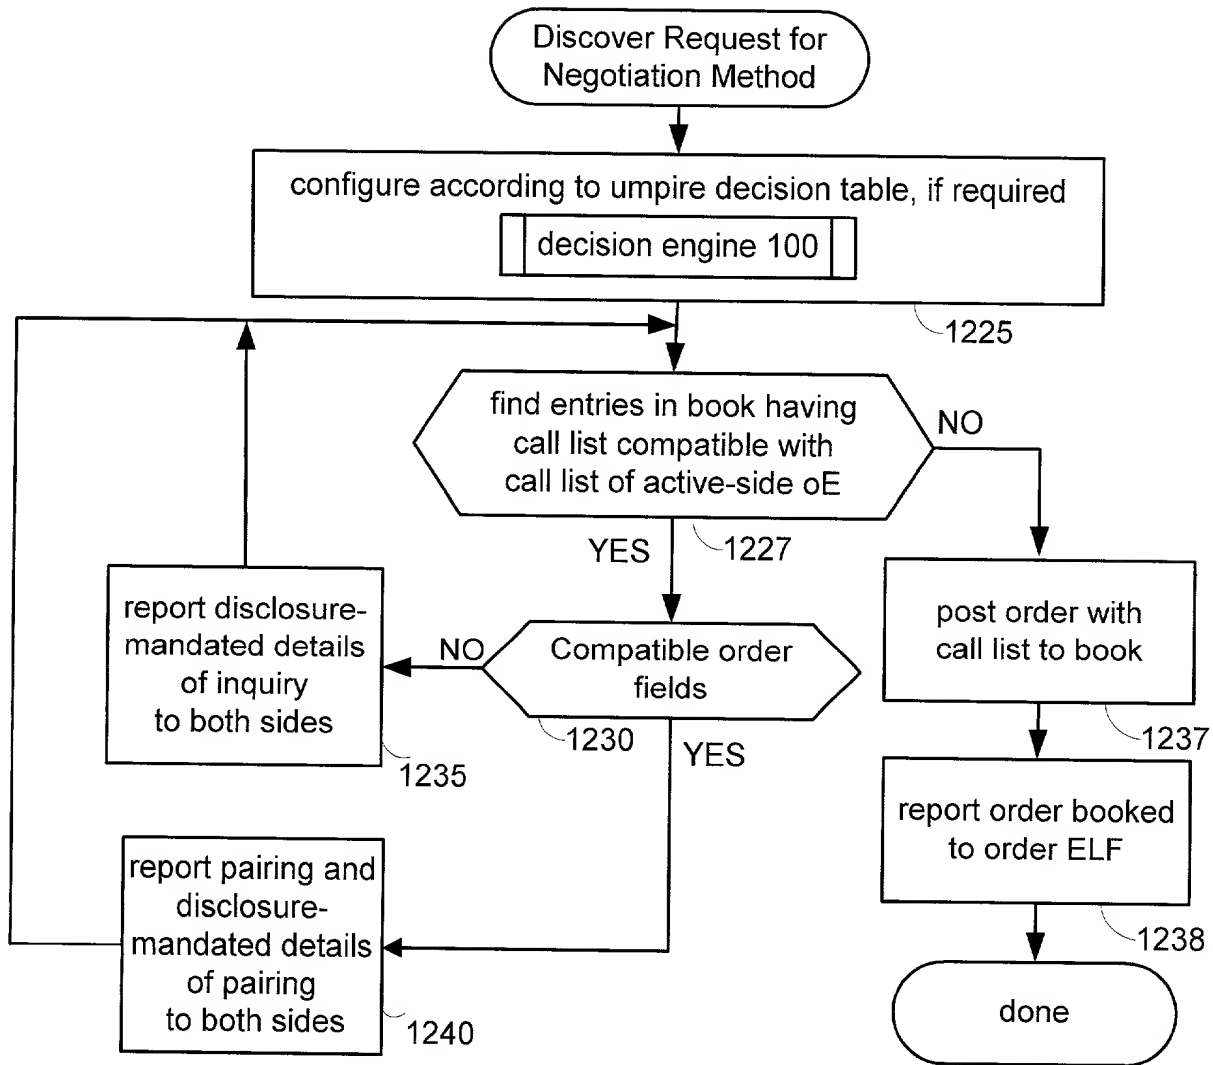 Discover Request for
Negotiation Method
configure according to umpire decision table, if required
decision engine 100
1225
find entries in book having
call list compatible with
call list of active-side oE
NO
YES
1227
report disclosure-
mandated details
of inquiry
to both sides
1235
NO
Compatible order
fields
1230
YES
post order with
call list to book
1237
report order booked
to order ELF
1238
report pairing and
disclosure-
mandated details
of pairing
to both sides
1240
done